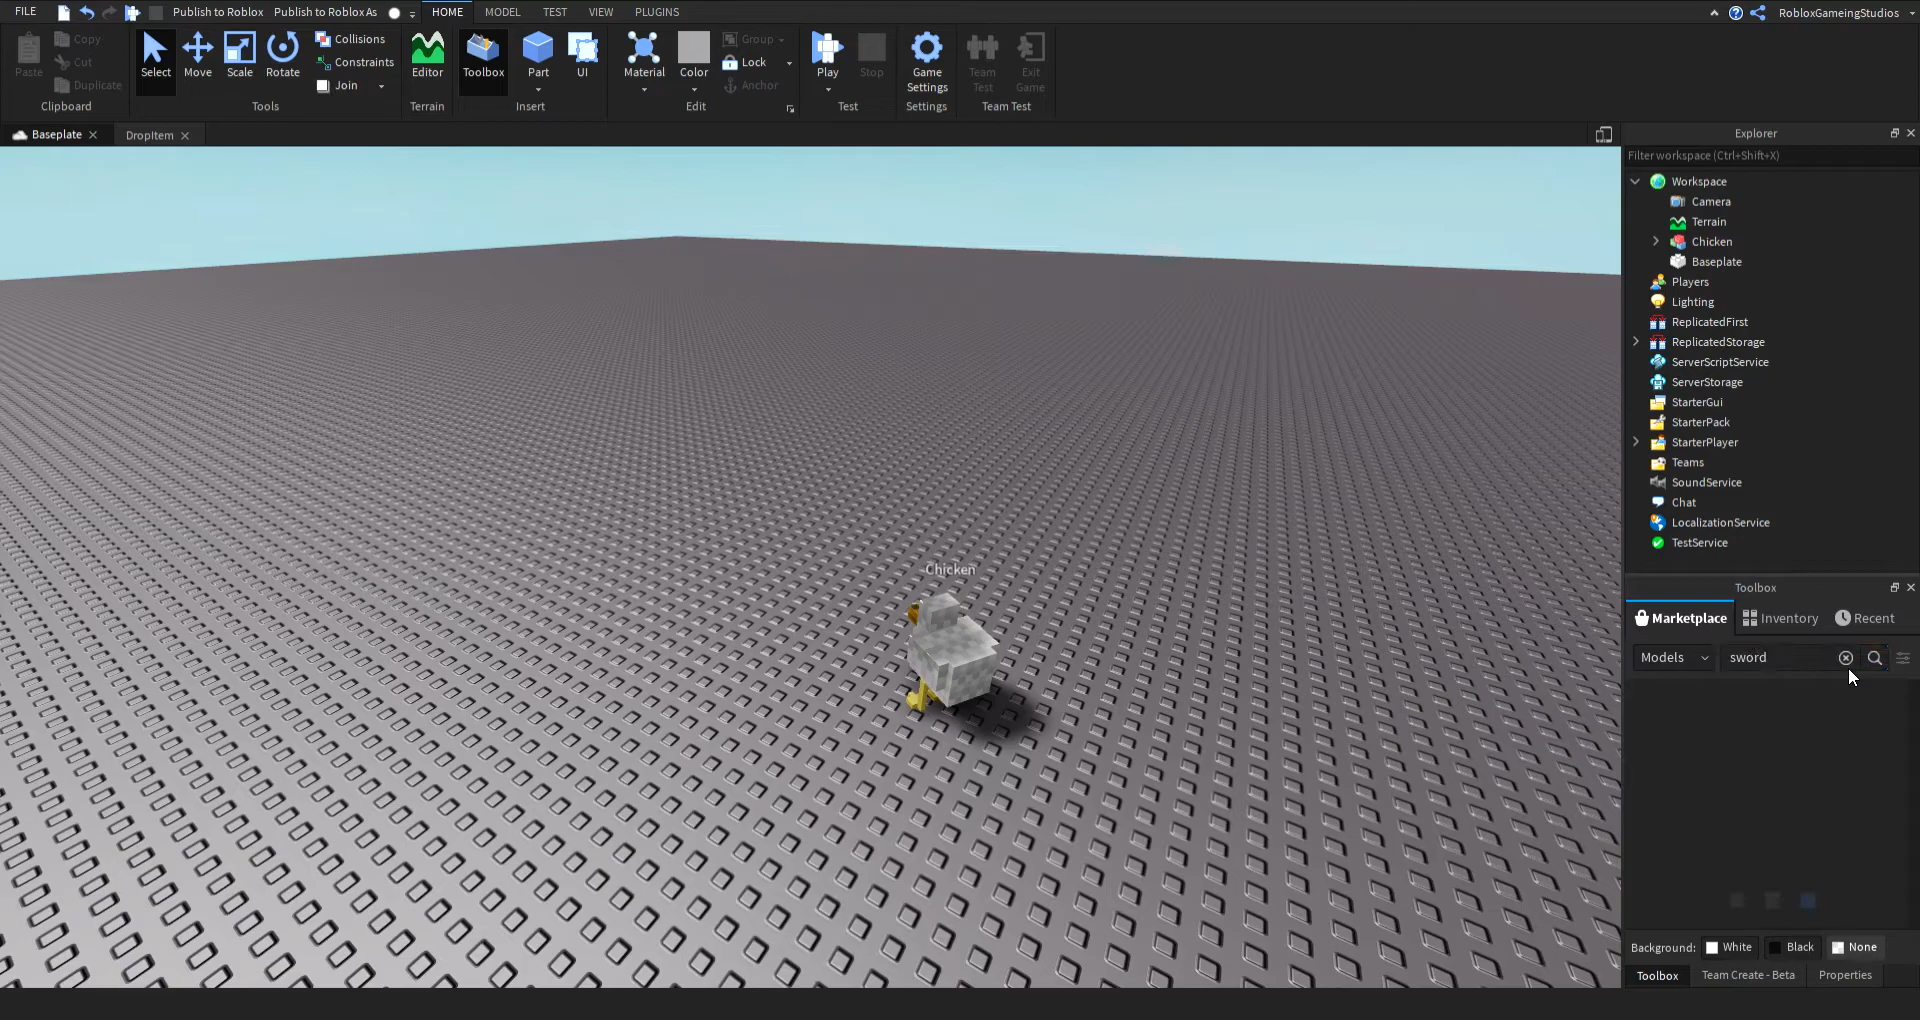 FILE Publish to Roblox Publish to Roblox As HOME MODEL TEST VIEW PLUGINS RobloxGameingStudios
Paste Copy Cut Duplicate
Clipboard
Select Move Scale Rotate Collisions Constraints Join
Tools
Editor
Terrain
Toolbox Part UI
Insert
Material Color Group Lock Anchor
Edit
Play Stop
Test
Game Settings
Settings
Team Test Exit Game
Team Test
Baseplate DropItem
Chicken
Explorer
Filter workspace (Ctrl+Shift+X)
Workspace
Camera
Terrain
Chicken
Baseplate
Players
Lighting
ReplicatedFirst
ReplicatedStorage
ServerScriptService
ServerStorage
StarterGui
StarterPack
StarterPlayer
Teams
SoundService
Chat
LocalizationService
TestService
Toolbox
Marketplace Inventory Recent
Models sword
Background: White Black None
Toolbox Team Create - Beta Properties